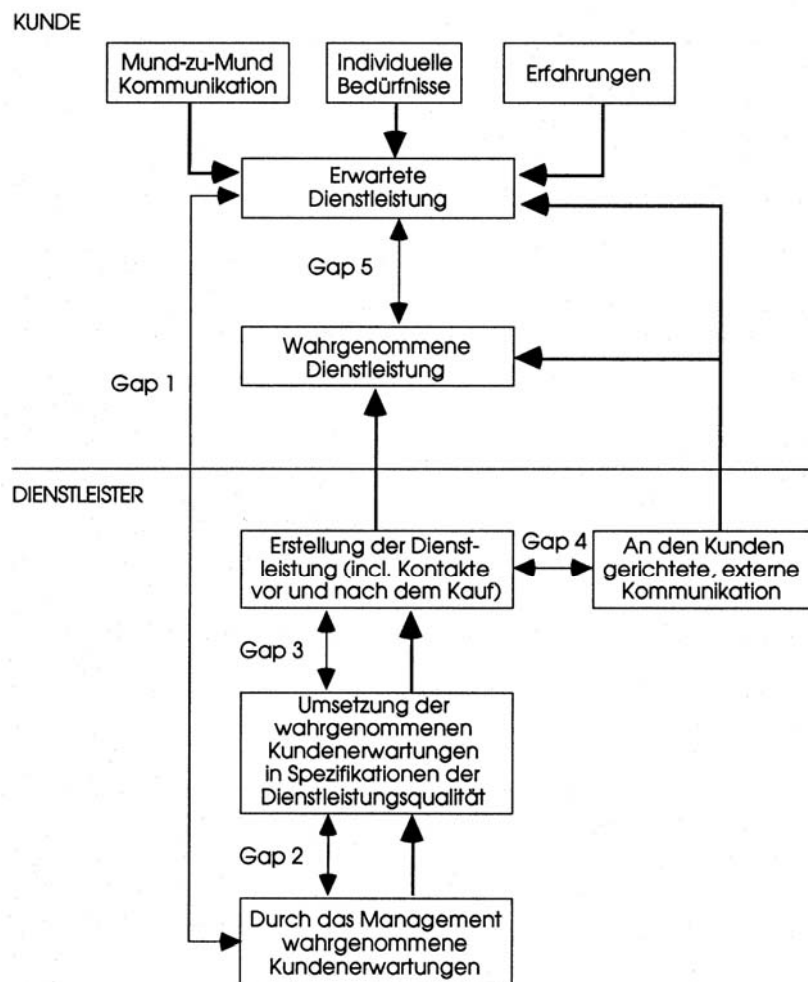 KUNDE
Mund-zu-Mund
Kommunikation
Individuelle
Bedürfnisse
Erfahrungen
Erwartete
Dienstleistung
Gap 5
Wahrgenommene
Dienstleistung
Gap 1
DIENSTLEISTER
Erstellung der Dienst-
leistung (incl. Kontakte
vor und nach dem Kauf)
Gap 4
An den Kunden
gerichtete, externe
Kommunikation
Gap 3
Umsetzung der
wahrgenommenen
Kundenerwartungen
in Spezifikationen der
Dienstleistungsqualität
Gap 2
Durch das Management
wahrgenommene
Kundenerwartungen